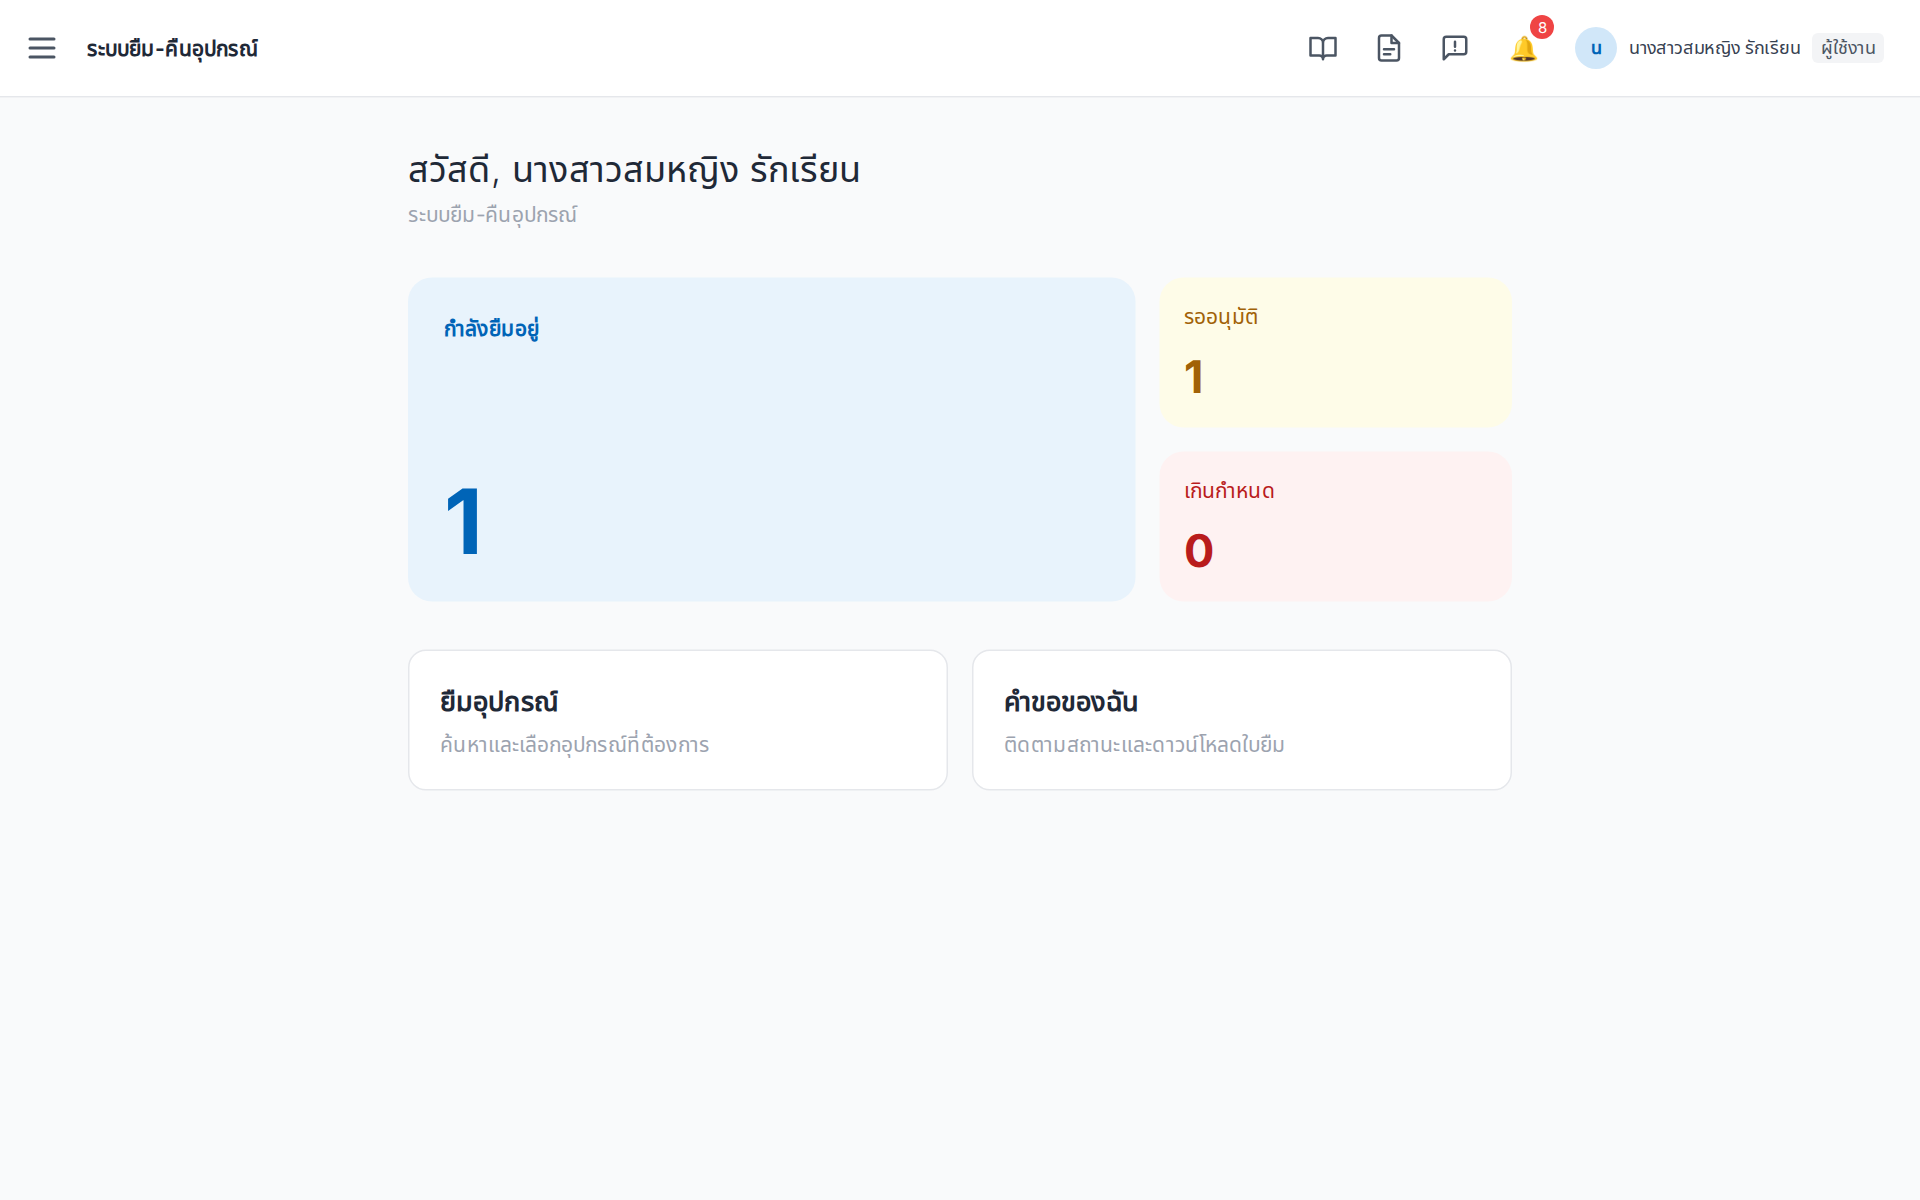 ระบบยืม-คืนอุปกรณ์
8
น
นางสาวสมหญิง รักเรียน
ผู้ใช้งาน
สวัสดี, นางสาวสมหญิง รักเรียน
ระบบยืม-คืนอุปกรณ์
กำลังยืมอยู่
1
รออนุมัติ
1
เกินกำหนด
0
ยืมอุปกรณ์
ค้นหาและเลือกอุปกรณ์ที่ต้องการ
คำขอของฉัน
ติดตามสถานะและดาวน์โหลดใบยืม